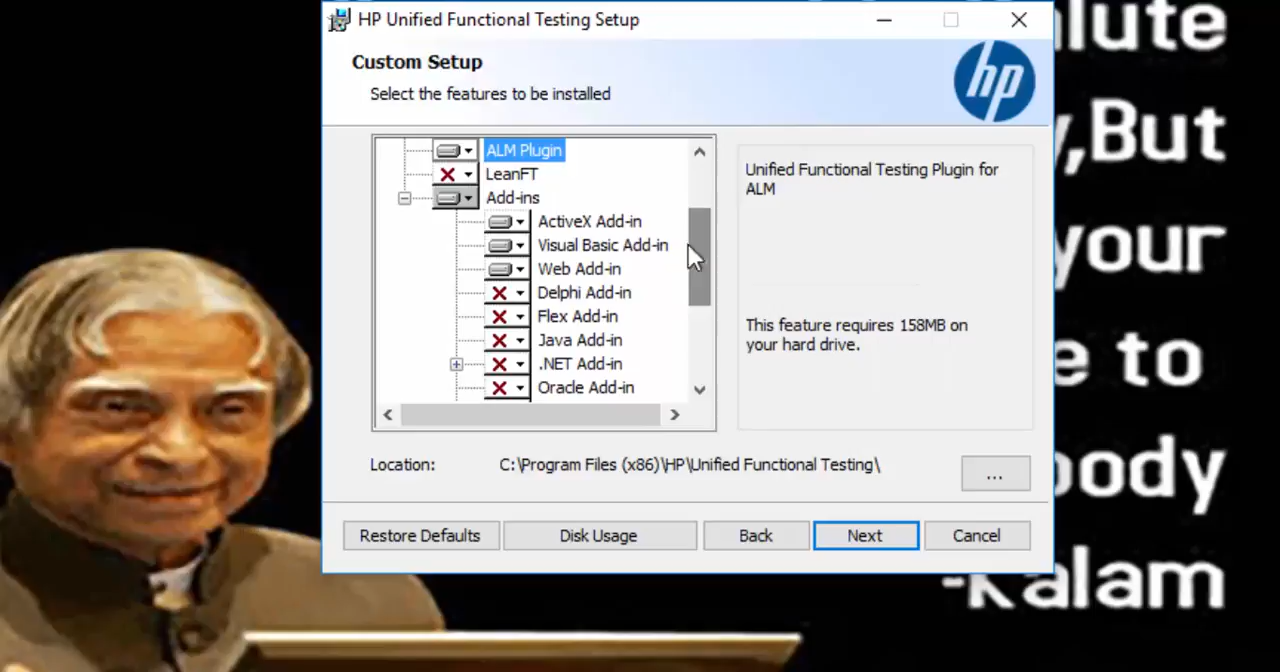 HP Unified Functional Testing Setup
Custom Setup
Select the features to be installed
hp
ALM Plugin
LeanFT
Add-ins
ActiveX Add-in
Visual Basic Add-in
Web Add-in
Delphi Add-in
Flex Add-in
Java Add-in
.NET Add-in
Oracle Add-in
Unified Functional Testing Plugin for
ALM
This feature requires 158MB on
your hard drive.
Location:
C:\Program Files (x86)\HP\Unified Functional Testing\
...
Restore Defaults
Disk Usage
Back
Next
Cancel
lute
y,But
your
e to
body
-Kalam